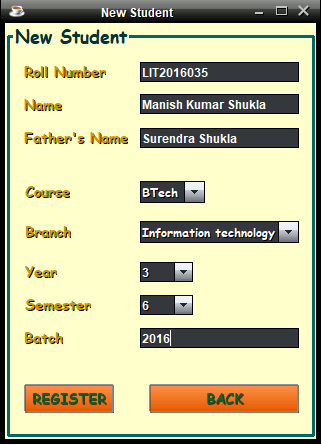 New Student
New Student
Roll Number LIT2016035
Name Manish Kumar Shukla
Father's Name Surendra Shukla
Course BTech
Branch Information technology
Year 3
Semester 6
Batch 2016
REGISTER BACK